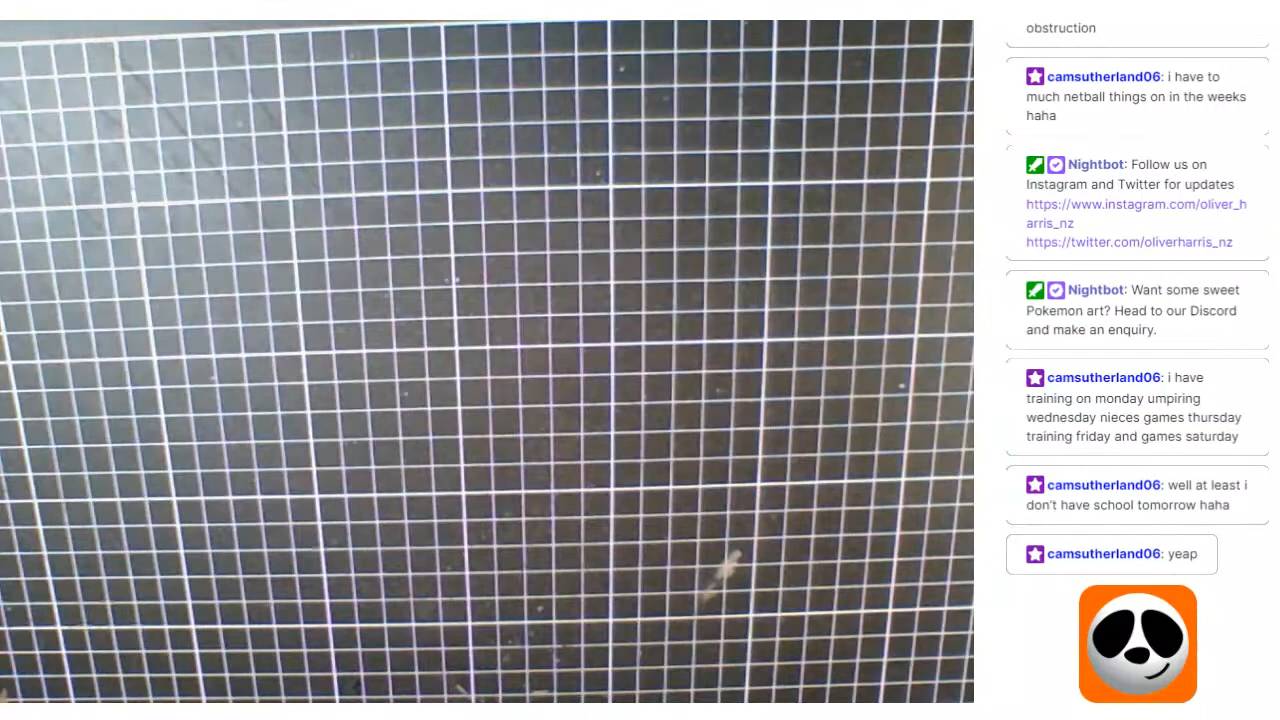 obstruction
camsutherland06: i have to
much netball things on in the weeks
haha
Nightbot: Follow us on
Instagram and Twitter for updates
https://www.instagram.com/oliver_h
arris_nz
https://twitter.com/oliverharris_nz
Nightbot: Want some sweet
Pokemon art? Head to our Discord
and make an enquiry.
camsutherland06: i have
training on monday umpiring
wednesday nieces games thursday
training friday and games saturday
camsutherland06: well at least i
don't have school tomorrow haha
camsutherland06: yeap